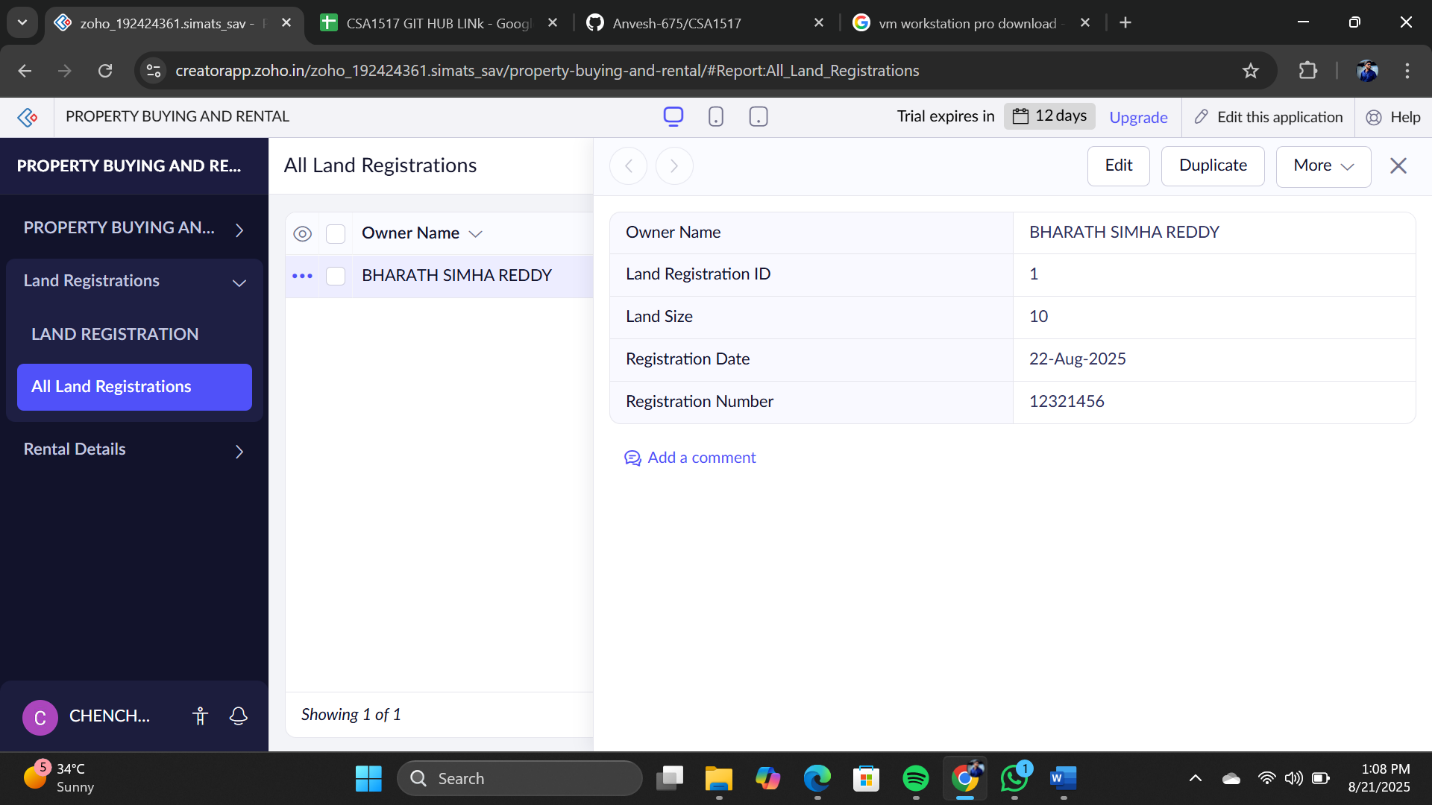 zoho_192424361.simats_sav -
CSA1517 GIT HUB LINk - Goog
Anvesh-675/CSA1517
vm workstation pro download -
creatorapp.zoho.in/zoho_192424361.simats_sav/property-buying-and-rental/#Report:All_Land_Registrations
PROPERTY BUYING AND RENTAL
Trial expires in
12 days
Upgrade
Edit this application
Help
PROPERTY BUYING AND RE...
PROPERTY BUYING AN...
Land Registrations
LAND REGISTRATION
All Land Registrations
Rental Details
CHENCH...
C
All Land Registrations
Owner Name
BHARATH SIMHA REDDY
Showing 1 of 1
Edit
Duplicate
More
Owner Name BHARATH SIMHA REDDY
Land Registration ID 1
Land Size 10
Registration Date 22-Aug-2025
Registration Number 12321456
Add a comment
5
34°C
Sunny
Search
1
W
1:08 PM
8/21/2025